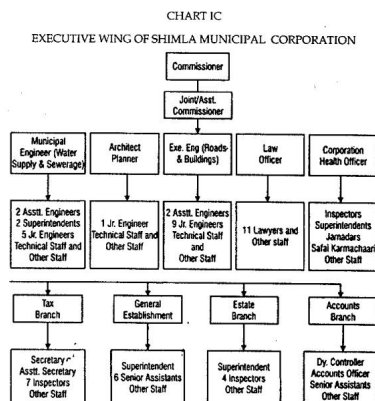 CHART IC
EXECUTIVE WING OF SHIMLA MUNICIPAL CORPORATION
Commissioner
Joint/Asst.
Commissioner
Municipal
Engineer (Water
Supply & Sewerage)
Architect
Planner
Exe. Eng (Roads-
& Buildings)
Law
Officer
Corporation
Health Officer
2 Asstt. Engineers
2 Superintendents
5 Jr. Engineers
Technical Staff and
Other Staff
1 Jr. Engineer
Technical Staff and
Other Staff
2 Asstt. Engineers
9 Jr. Engineers
Technical Staff
and
Other Staff
11 Lawyers and
Other staff
Inspectors
Superintendents
Jamadars
Safai Karmachaari
Other Staff
Tax
Branch
General
Establishment
Estate
Branch
Accounts
Branch
Secretary
Asstt. Secretary
7 Inspectors
Other Staff
Superintendent
6 Senior Assistants
Other Staff
Superintendent
4 Inspectors
Other Staff
Dy. Controller
Accounts Officer
Senior Assistants
Other Staff